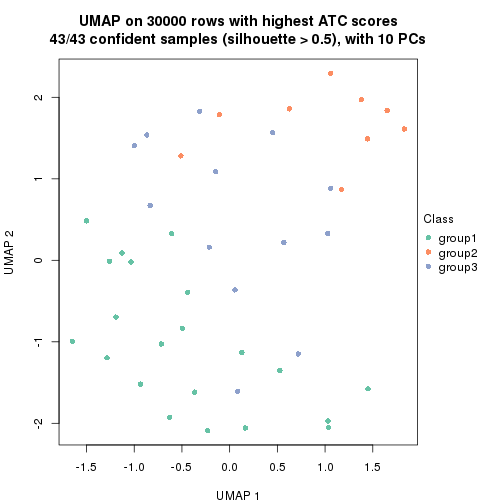 UMAP on 30000 rows with highest ATC scores
43/43 confident samples (silhouette > 0.5), with 10 PCs
2
1
0
-1
-2
UMAP 2
-1.5 -1.0 -0.5 0.0 0.5 1.0 1.5
UMAP 1
Class
group1
group2
group3